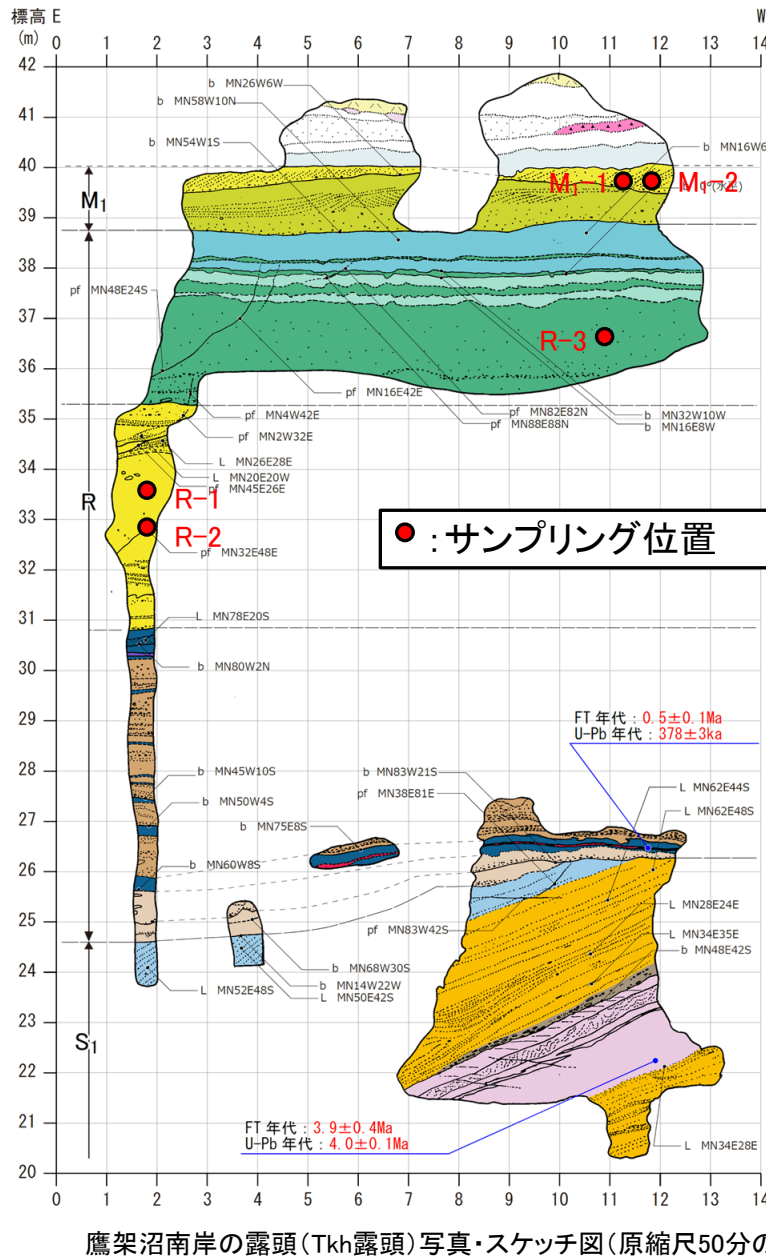 標高 E
(m)
W
0 1 2 3 4 5 6 7 8 9 10 11 12 13 14
42
b MN26W6W
b MN58W10N
41
b MN54W1S
b MN16W6
40
M₁-1 M₁-2
0°(水平)
M₁
39
38
pf MN48E24S
37
R-3
36
pf MN16E42E
pf MN4W42E
pf MN82E82N
b MN32W10W
35
pf MN88E88N
b MN16E8W
pf MN2W32E
L MN26E28E
34
L MN20E20W
pf MN45E26E
R
R-1
33
R-2
:サンプリング位置
pf MN32E48E
32
31
L MN78E20S
30
b MN80W2N
29
FT 年代:0.5±0.1Ma
U-Pb 年代:378±3ka
28
b MN45W10S
b MN83W21S
L MN62E44S
pf MN38E81E
27
b MN50W4S
L MN62E48S
b MN75E8S
26
b MN60W8S
25
L MN28E24E
pf MN83W42S
L MN34E35E
b MN48E42S
24
b MN68W30S
b MN14W22W
L MN52E48S
L MN50E42S
23
S₁
22
21
FT 年代:3.9±0.4Ma
U-Pb 年代:4.0±0.1Ma
L MN34E28E
20
0 1 2 3 4 5 6 7 8 9 10 11 12 13 14
鷹架沼南岸の露頭(Tkh露頭)写真・スケッチ図(原縮尺50分の